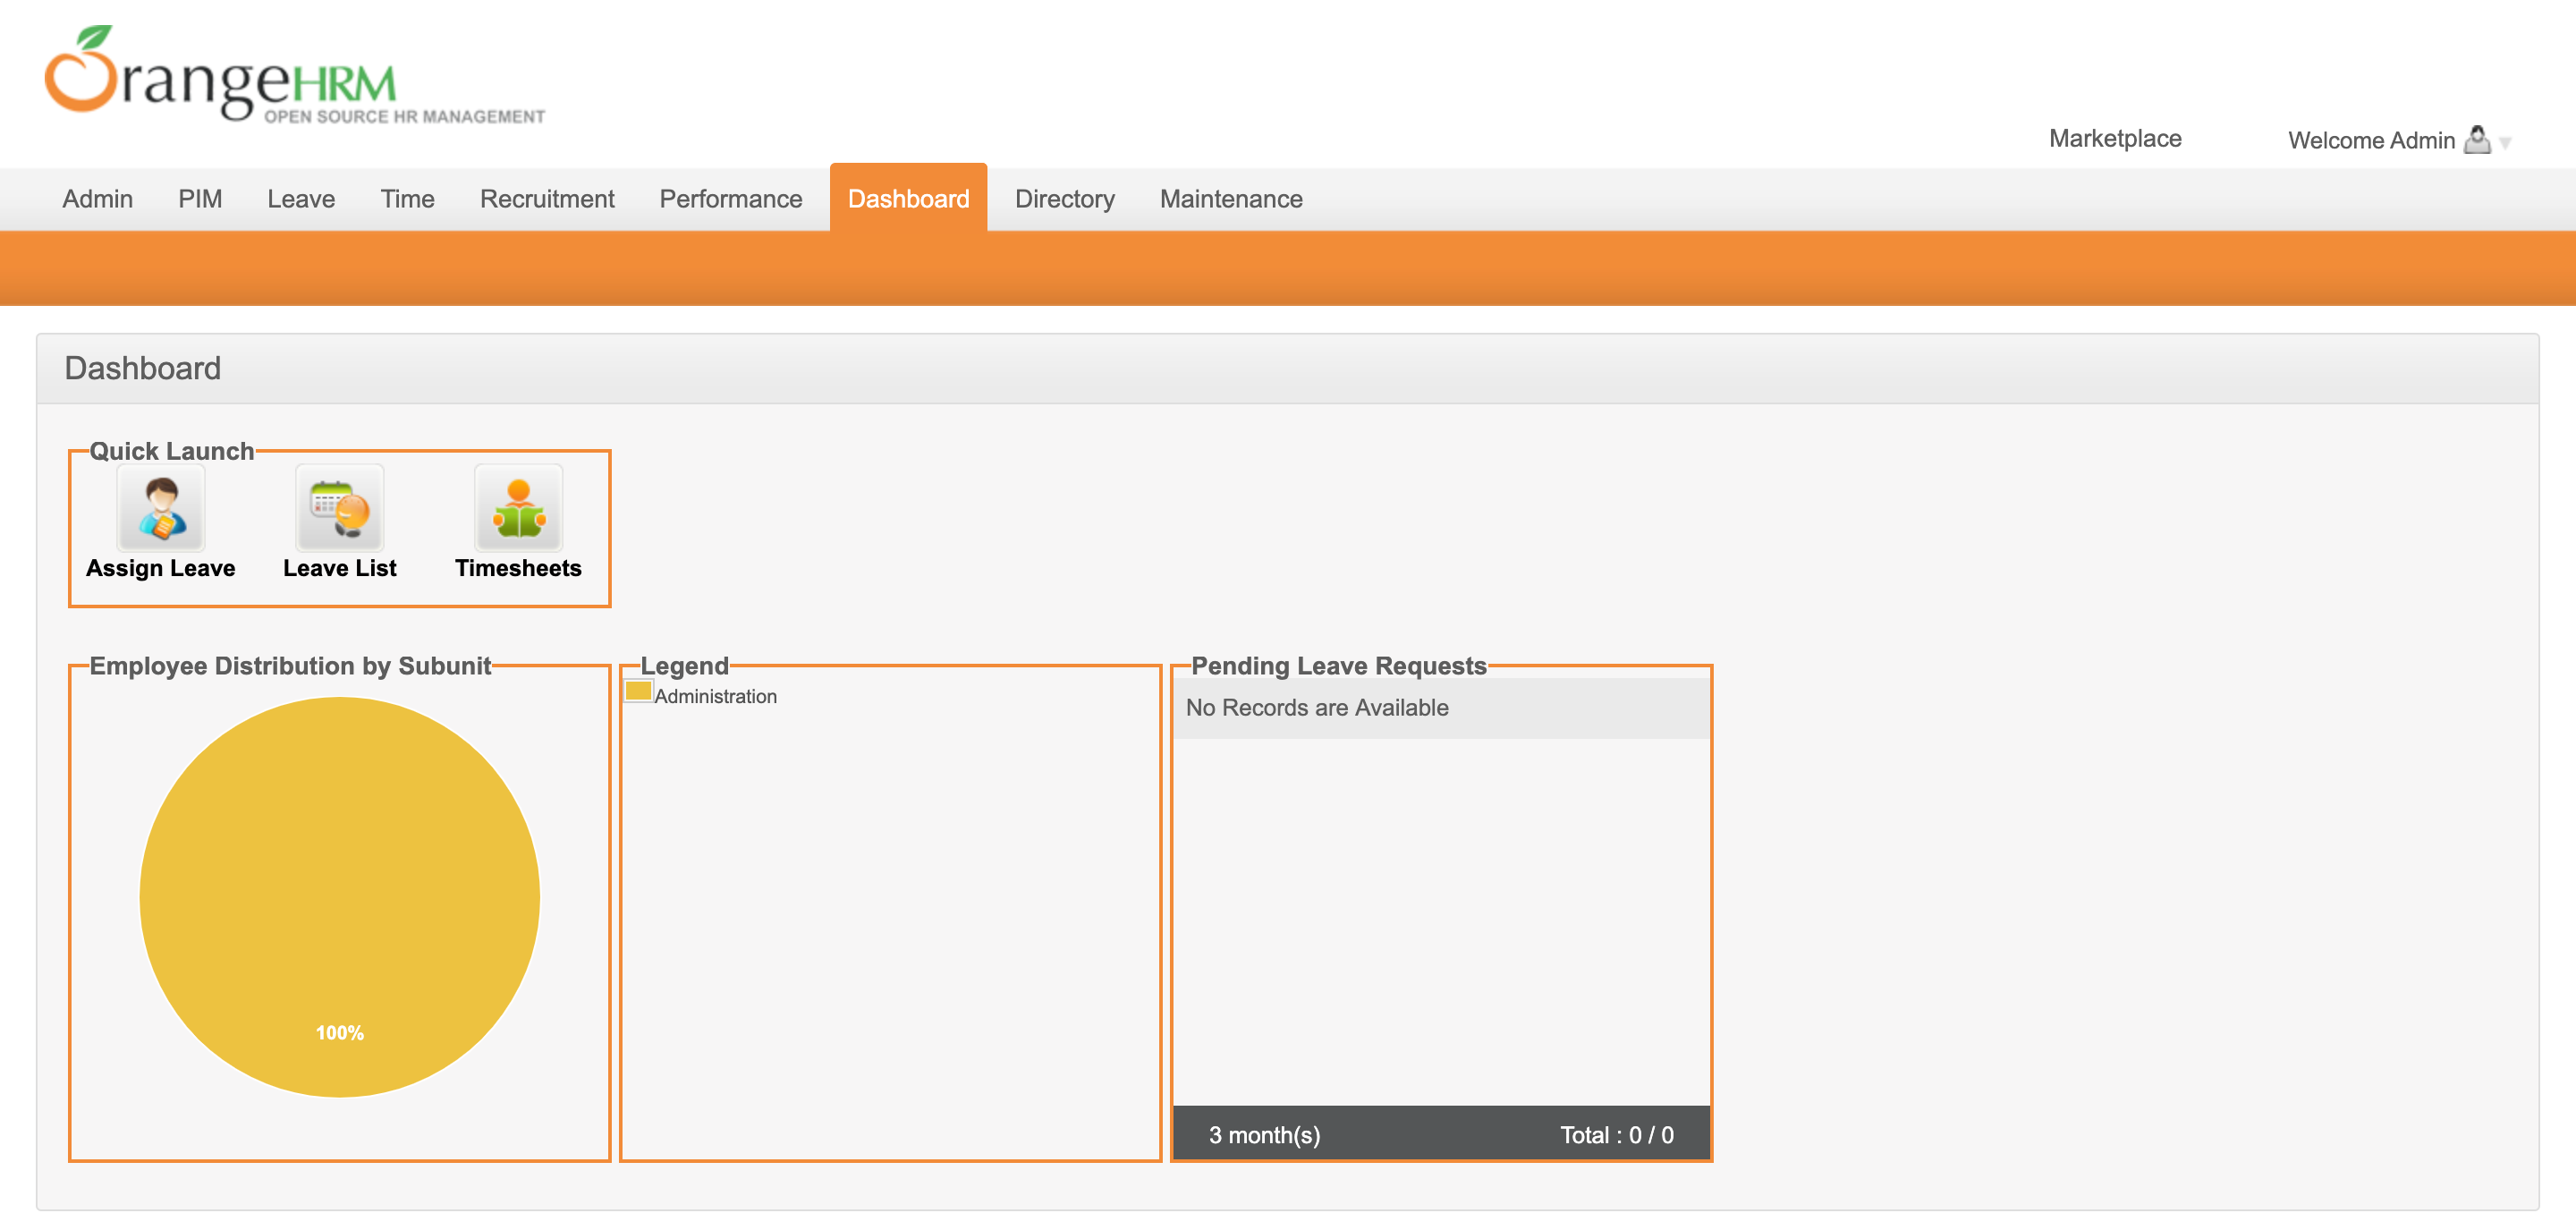 OrangeHRM
OPEN SOURCE HR MANAGEMENT
Marketplace
Welcome Admin
Admin PIM Leave Time Recruitment Performance Dashboard Directory Maintenance
Dashboard
Quick Launch
Assign Leave Leave List Timesheets
Employee Distribution by Subunit
100%
Legend
Administration
Pending Leave Requests
No Records are Available
3 month(s) Total : 0 / 0